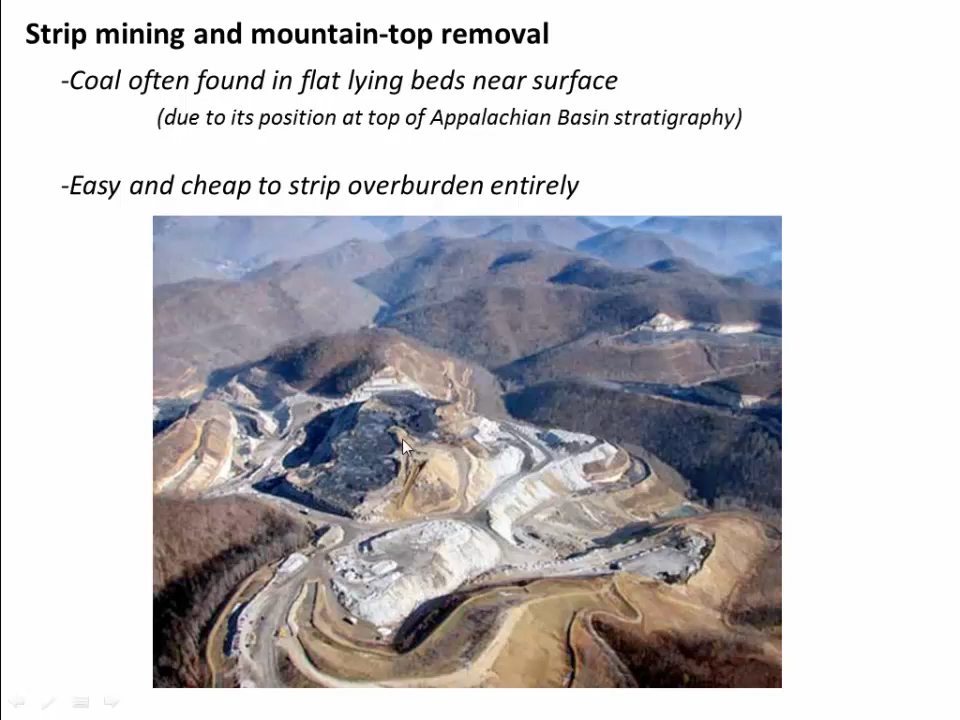 Strip mining and mountain-top removal
-Coal often found in flat lying beds near surface
(due to its position at top of Appalachian Basin stratigraphy)
-Easy and cheap to strip overburden entirely